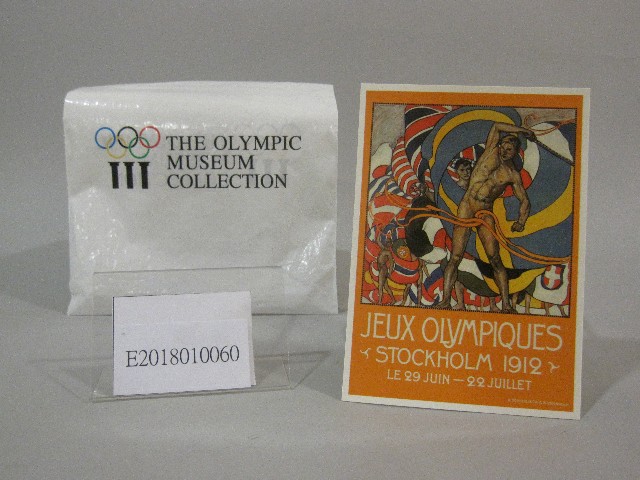 THE OLYMPIC
MUSEUM
COLLECTION
E2018010060
JEUX OLYMPIQUES
STOCKHOLM 1912
LE 29 JUIN — 22 JUILLET